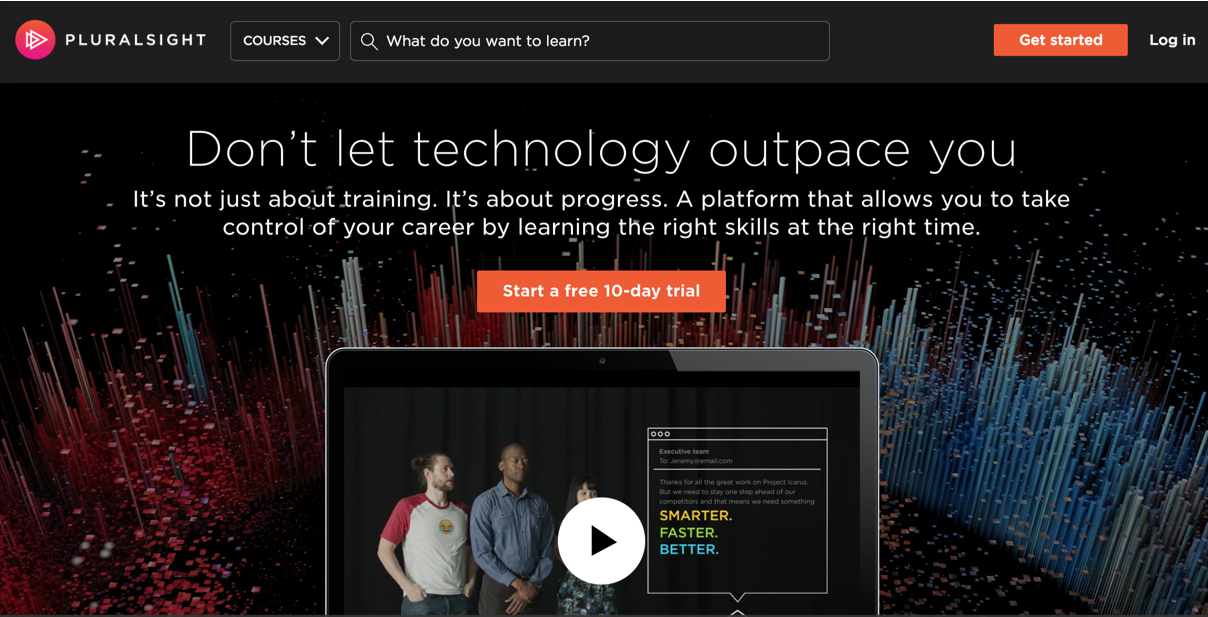 PLURALSIGHT
COURSES
What do you want to learn?
Get started
Log in
Don't let technology outpace you
It's not just about training. It's about progress. A platform that allows you to take
control of your career by learning the right skills at the right time.
Start a free 10-day trial
Executive team
To: Jeremy@email.com
Thanks for all the great work on Project Icarus.
But we need to stay one step ahead of our
competitors and that means we need something
SMARTER.
FASTER.
BETTER.